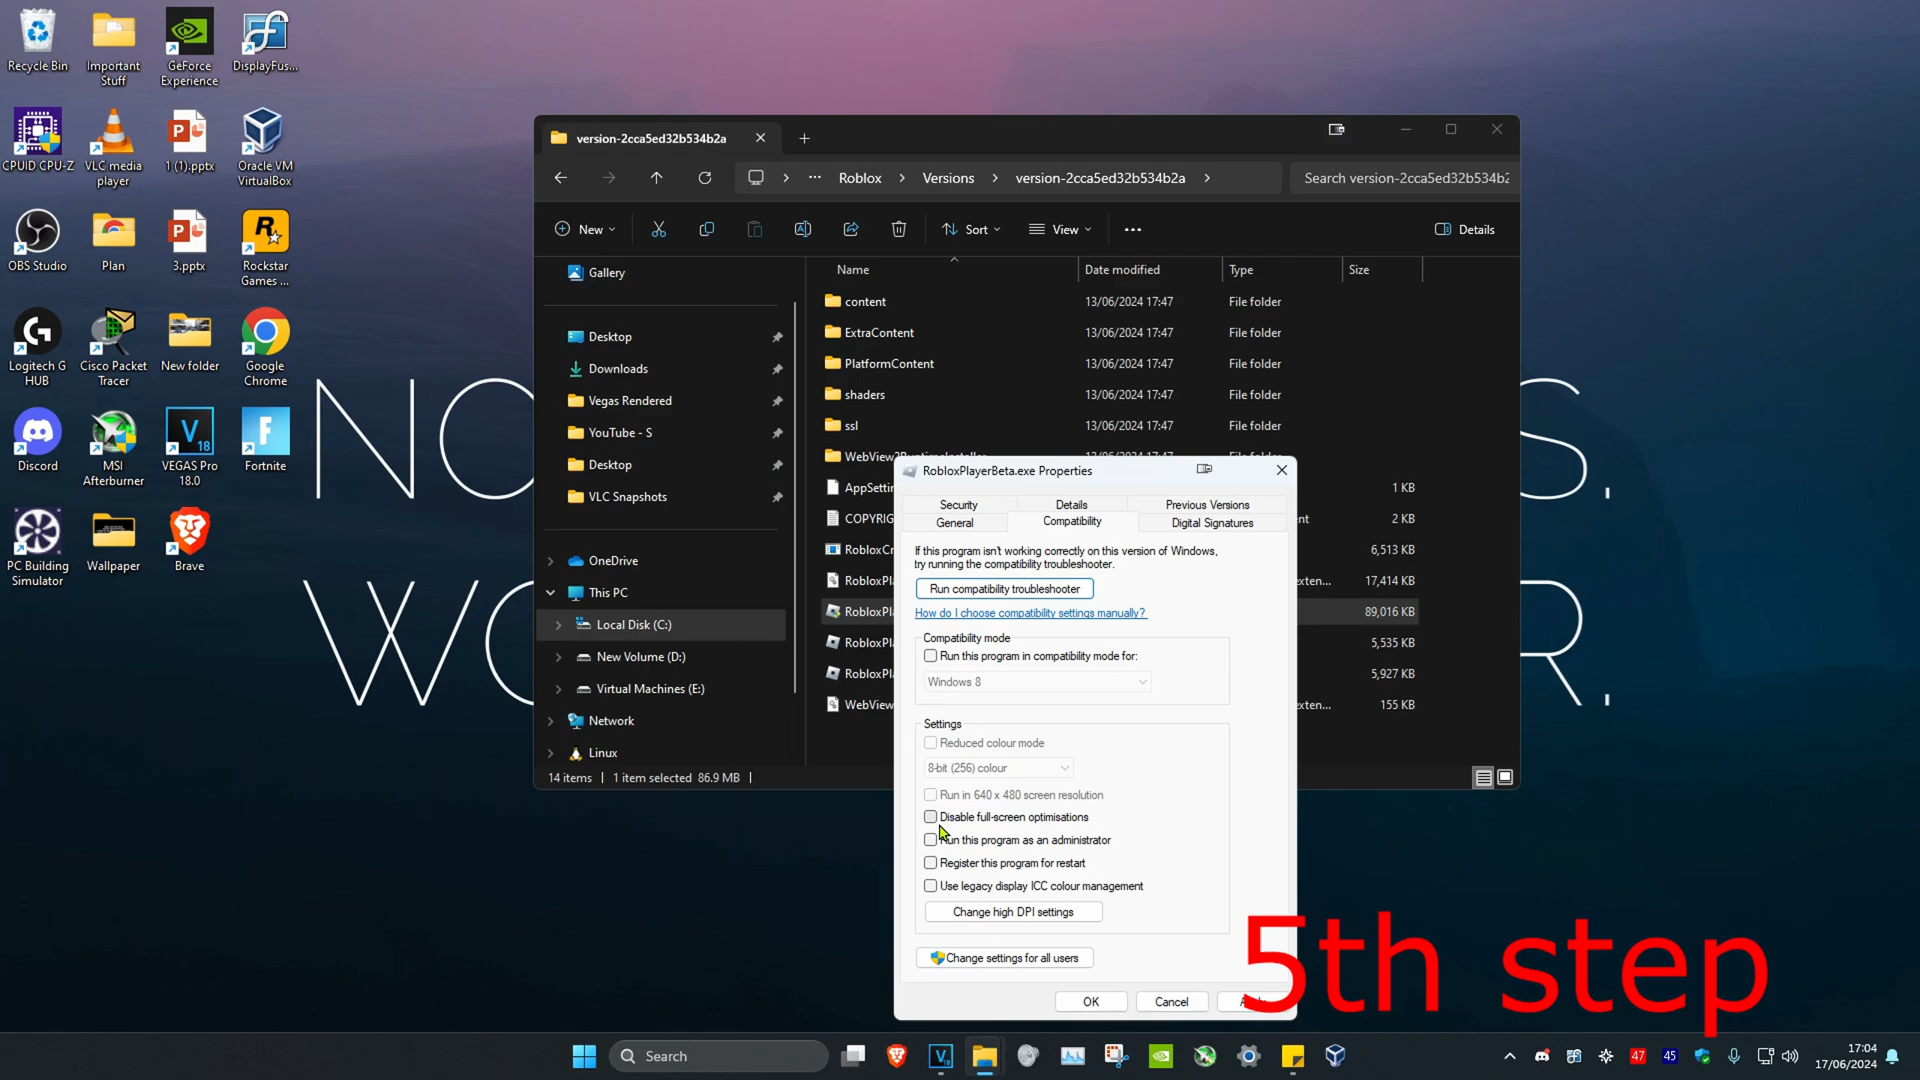 Recycle Bin
Important
Stuff
GeForce
Experience
DisplayFus...
CPUID CPU-Z
VLC media
player
1 (1).pptx
Oracle VM
VirtualBox
OBS Studio
Plan
3.pptx
Rockstar
Games ...
Logitech G
HUB
Cisco Packet
Tracer
New folder
Google
Chrome
Discord
MSI
Afterburner
VEGAS Pro
18.0
Fortnite
PC Building
Simulator
Wallpaper
Brave
version-2cca5ed32b534b2a
Roblox
Versions
version-2cca5ed32b534b2a
Search version-2cca5ed32b534b2
New
Sort
View
Details
Gallery
Desktop
Downloads
Vegas Rendered
YouTube - S
Desktop
VLC Snapshots
OneDrive
This PC
Local Disk (C:)
New Volume (D:)
Virtual Machines (E:)
Network
Linux
Name Date modified Type Size
content 13/06/2024 17:47 File folder
ExtraContent 13/06/2024 17:47 File folder
PlatformContent 13/06/2024 17:47 File folder
shaders 13/06/2024 17:47 File folder
ssl 13/06/2024 17:47 File folder
13/06/2024 17:47 File folder
1 KB
2 KB
6,513 KB
17,414 KB
89,016 KB
5,535 KB
5,927 KB
155 KB
14 items 1 item selected 86.9 MB
RobloxPlayerBeta.exe Properties
Security Details Previous Versions
General Compatibility Digital Signatures
If this program isn't working correctly on this version of Windows,
try running the compatibility troubleshooter.
Run compatibility troubleshooter
How do I choose compatibility settings manually?
Compatibility mode
Run this program in compatibility mode for:
Windows 8
Settings
Reduced colour mode
8-bit (256) colour
Run in 640 x 480 screen resolution
Disable full-screen optimisations
Run this program as an administrator
Register this program for restart
Use legacy display ICC colour management
Change high DPI settings
Change settings for all users
OK
Cancel
5th step
Search
47
45
17:04
17/06/2024